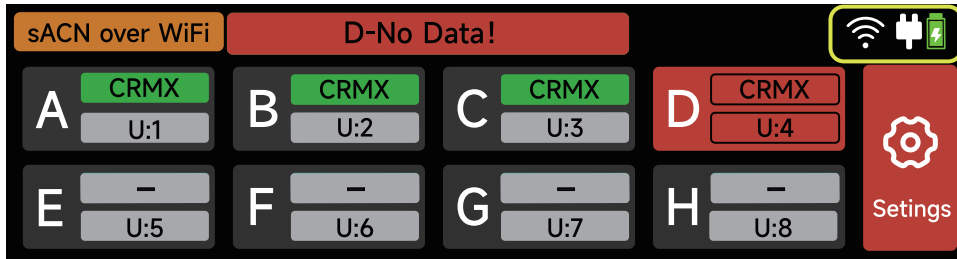 sACN over WiFi D-No Data!
A CRMX B CRMX C CRMX D CRMX
U:1 U:2 U:3 U:4
E – F – G – H –
U:5 U:6 U:7 U:8
Setings